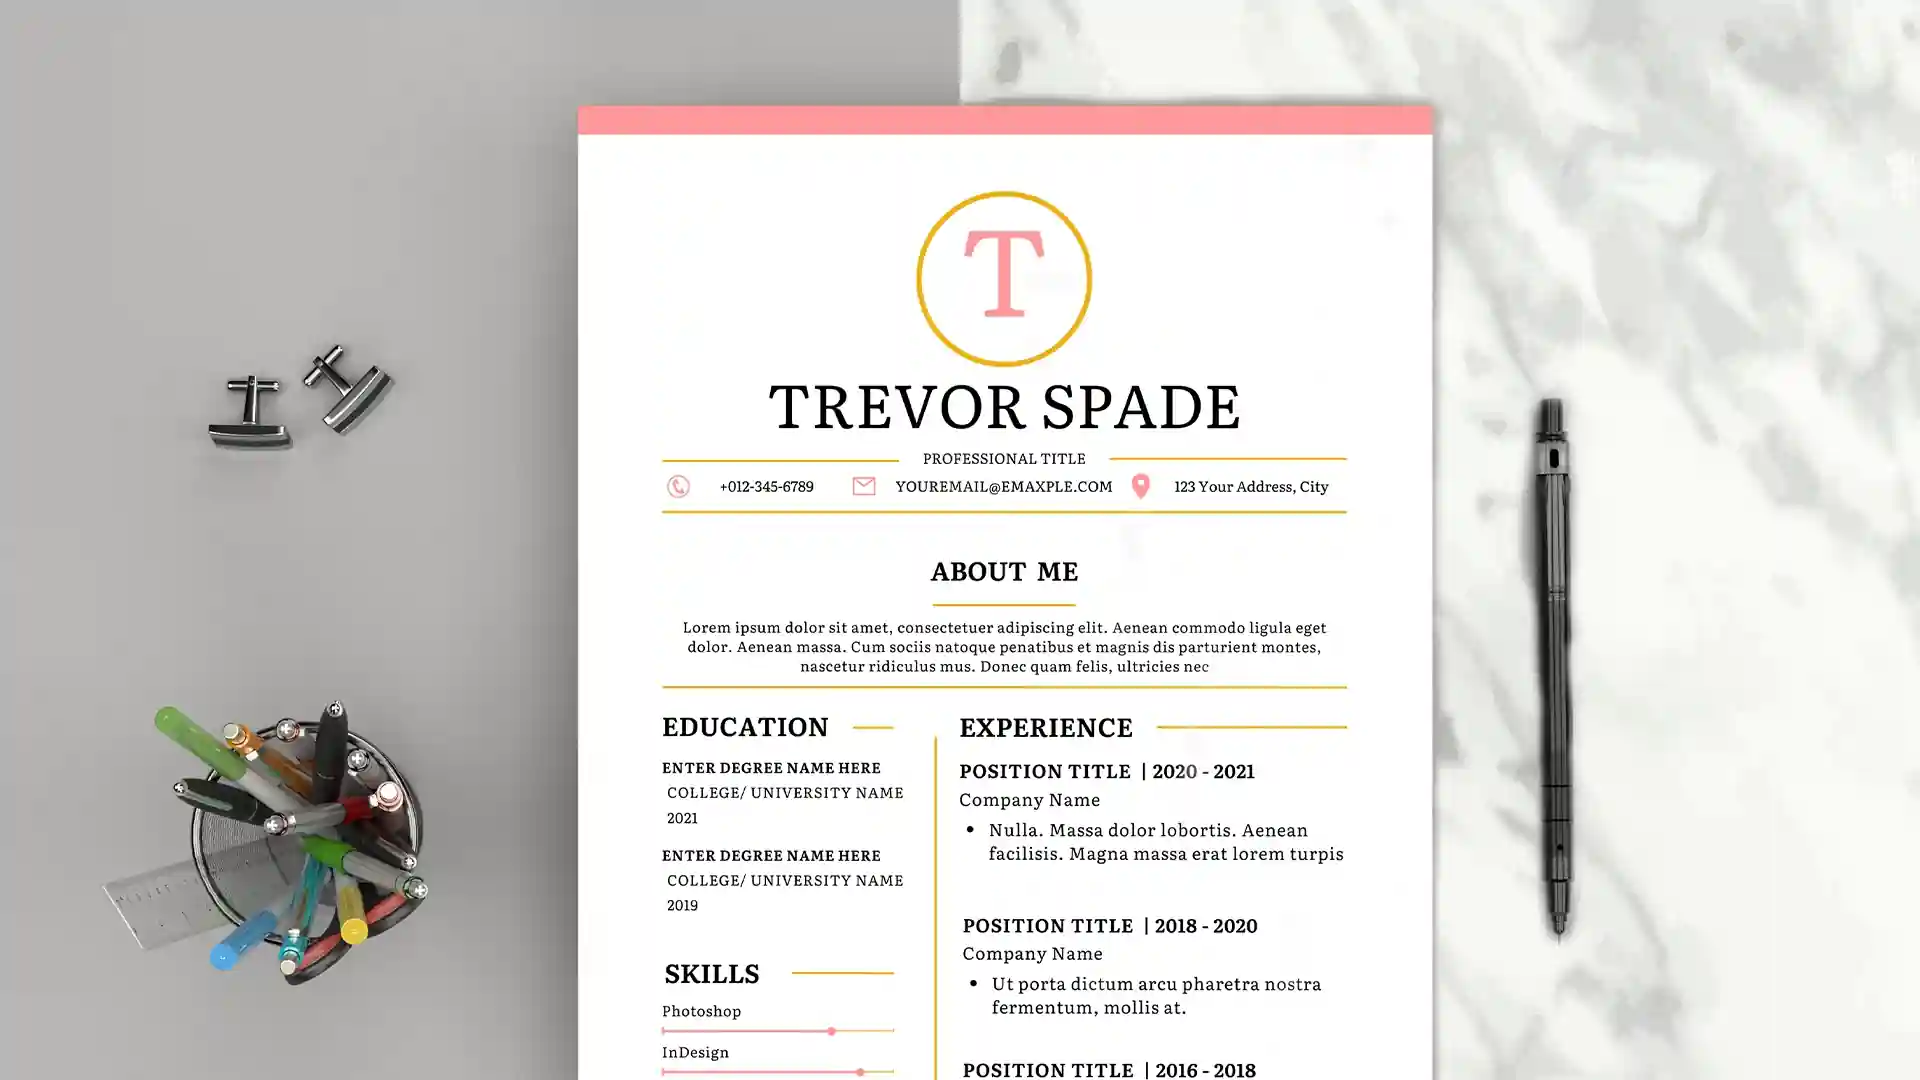 T
TREVOR SPADE
PROFESSIONAL TITLE
+012-345-6789
YOUREMAIL@EMAXPLE.COM
123 Your Address, City
ABOUT ME
Lorem ipsum dolor sit amet, consectetuer adipiscing elit. Aenean commodo ligula eget
dolor. Aenean massa. Cum sociis natoque penatibus et magnis dis parturient montes,
nascetur ridiculus mus. Donec quam felis, ultricies nec
EDUCATION
ENTER DEGREE NAME HERE
COLLEGE/ UNIVERSITY NAME
2021
ENTER DEGREE NAME HERE
COLLEGE/ UNIVERSITY NAME
2019
SKILLS
Photoshop
InDesign
EXPERIENCE
POSITION TITLE | 2020 - 2021
Company Name
• Nulla. Massa dolor lobortis. Aenean
facilisis. Magna massa erat lorem turpis
POSITION TITLE | 2018 - 2020
Company Name
• Ut porta dictum arcu pharetra nostra
fermentum, mollis at.
POSITION TITLE | 2016 - 2018